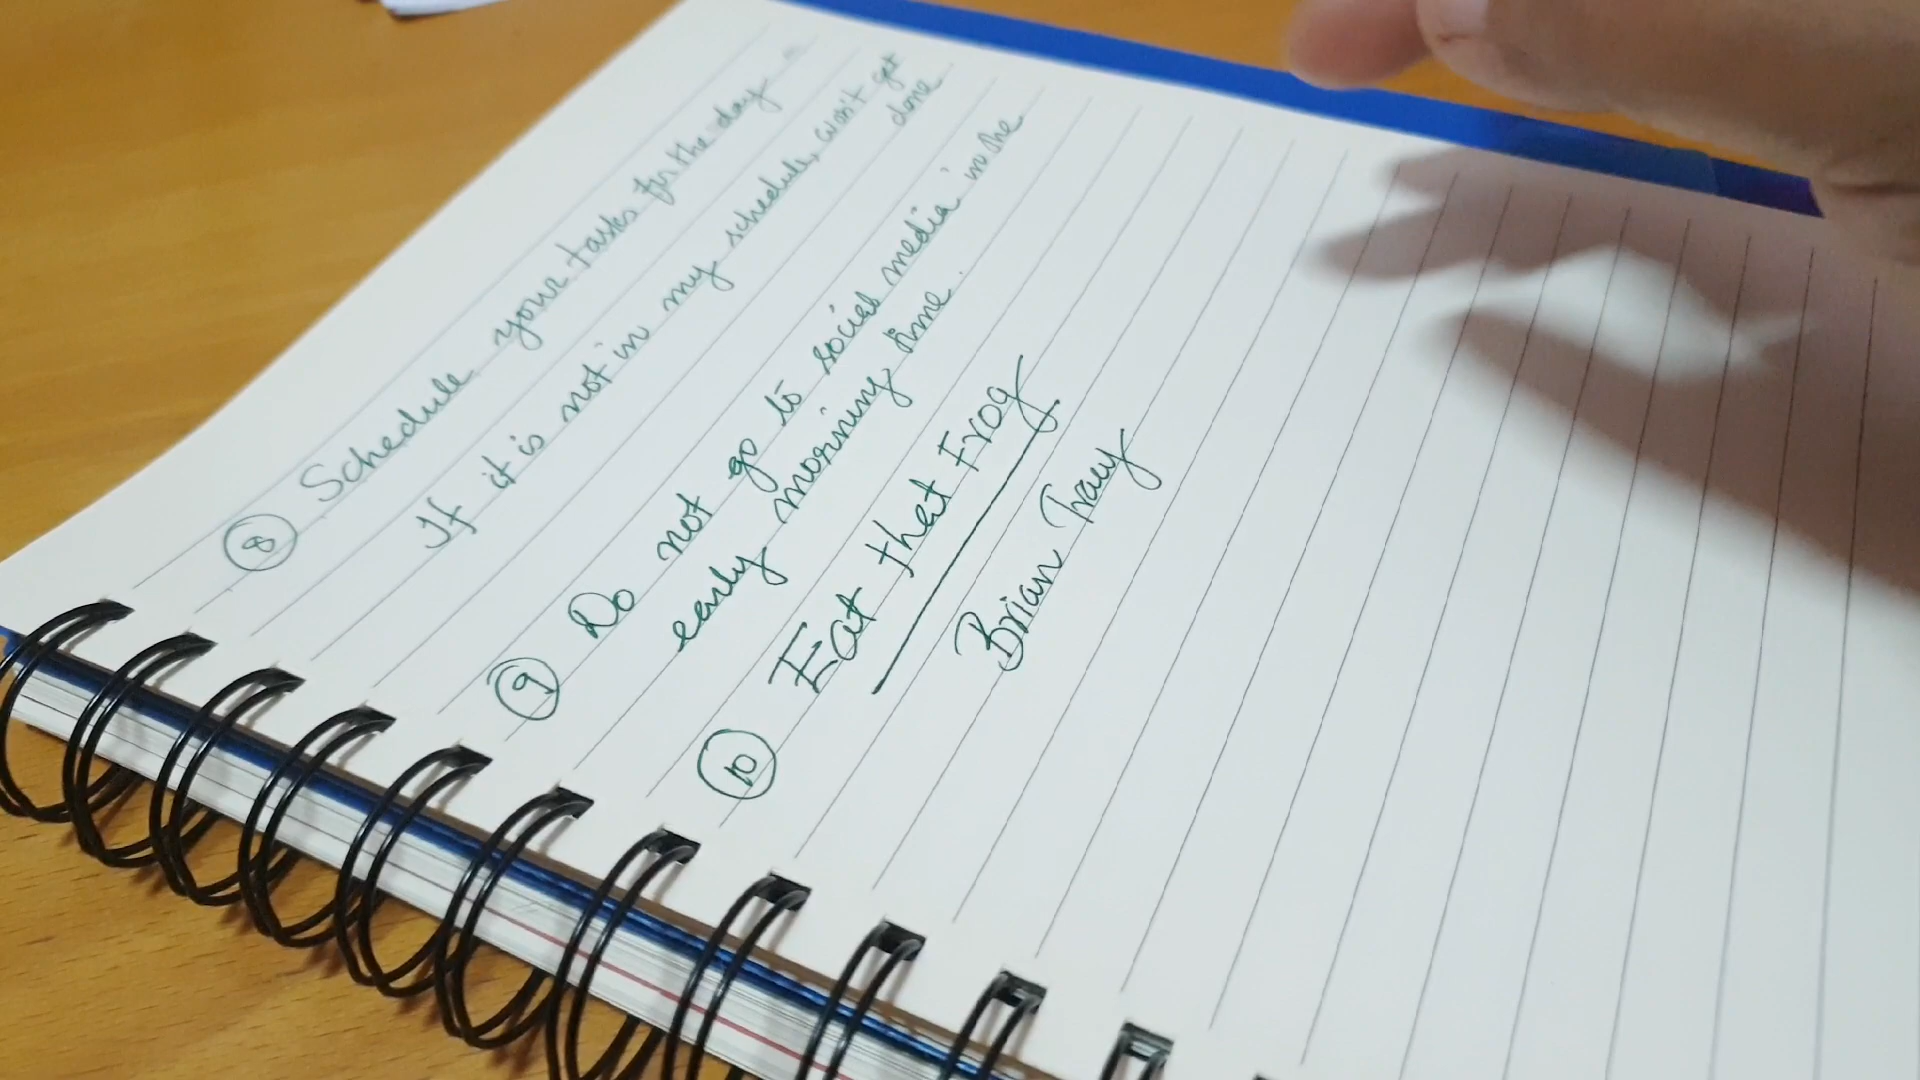 8 Schedule your tasks for the day
If it is not in my schedule, won't get
done
9 Do not go to social media in the
early morning time.
10 Eat that Frog
Brian Tracy